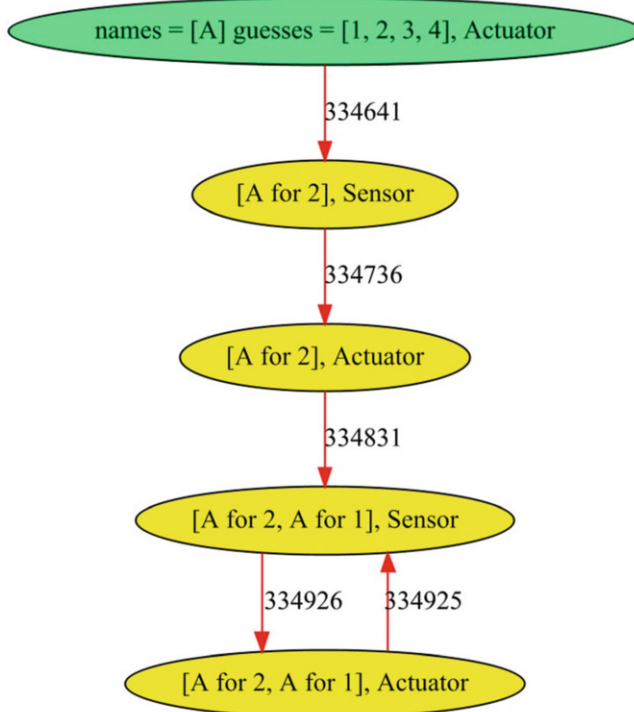 names = [A] guesses = [1, 2, 3, 4], Actuator
334641
[A for 2], Sensor
334736
[A for 2], Actuator
334831
[A for 2, A for 1], Sensor
334926 334925
[A for 2, A for 1], Actuator